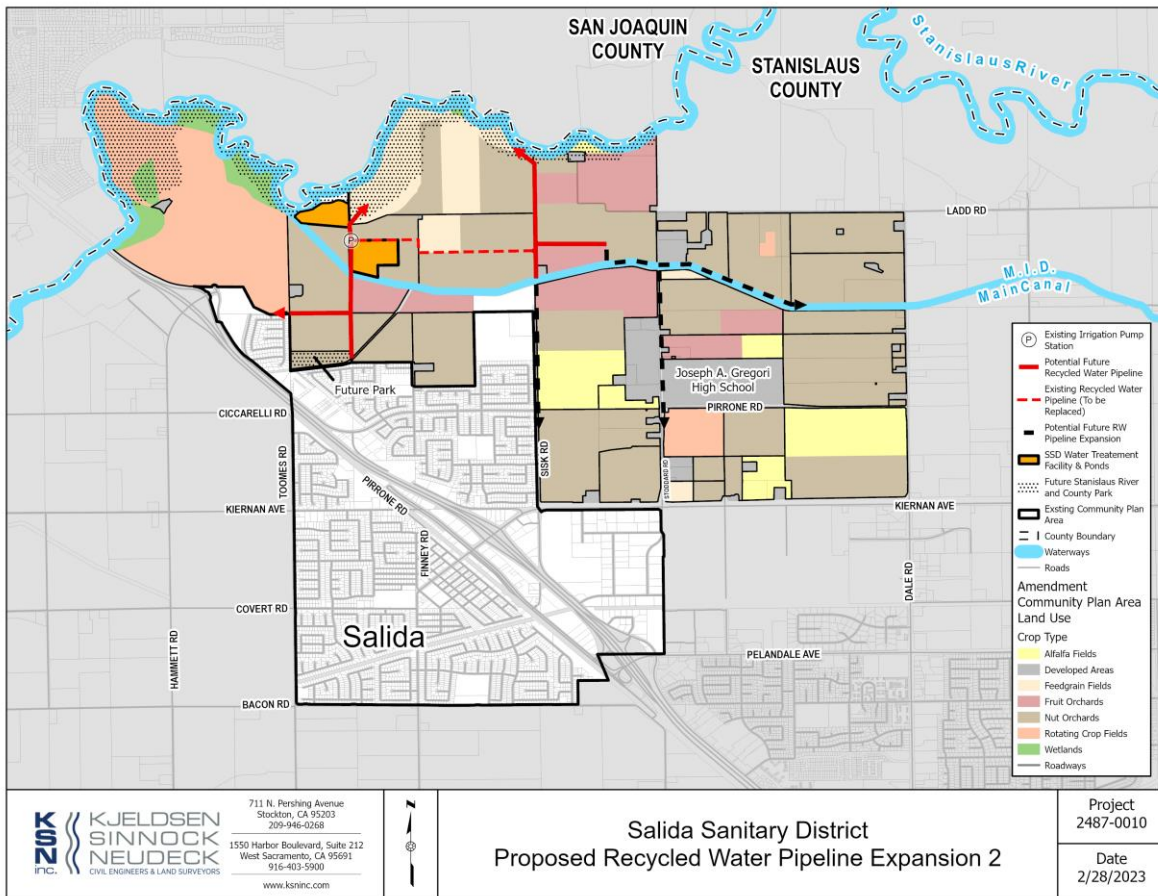 SAN JOAQUIN
COUNTY
STANISLAUS
COUNTY
Stanislaus River
LADD RD
M.I.D.
Main Canal
P
Future Park
Joseph A. Gregori
High School
PIRRONE RD
CICCARELLI RD
TOOMES RD
PIRRONE RD
SISK RD
STODDARD RD
KIERNAN AVE
KIERNAN AVE
FINNEY RD
DALE RD
COVERT RD
HAMMETT RD
Salida
PELANDALE AVE
BACON RD
P
Existing Irrigation Pump
Station
Potential Future
Recycled Water Pipeline
Existing Recycled Water
Pipeline (To be
Replaced)
Potential Future RW
Pipeline Expansion
SSD Water Treatement
Facility & Ponds
Future Stanislaus River
and County Park
Existing Community Plan
Area
County Boundary
Waterways
Roads
Amendment
Community Plan Area
Land Use
Crop Type
Alfalfa Fields
Developed Areas
Feedgrain Fields
Fruit Orchards
Nut Orchards
Rotating Crop Fields
Wetlands
Roadways
KSN
inc.
KJELDSEN
SINNOCK
NEUDECK
CIVIL ENGINEERS & LAND SURVEYORS
711 N. Pershing Avenue
Stockton, CA 95203
209-946-0268
1550 Harbor Boulevard, Suite 212
West Sacramento, CA 95691
916-403-5900
www.ksninc.com
N
Salida Sanitary District
Proposed Recycled Water Pipeline Expansion 2
Project
2487-0010
Date
2/28/2023